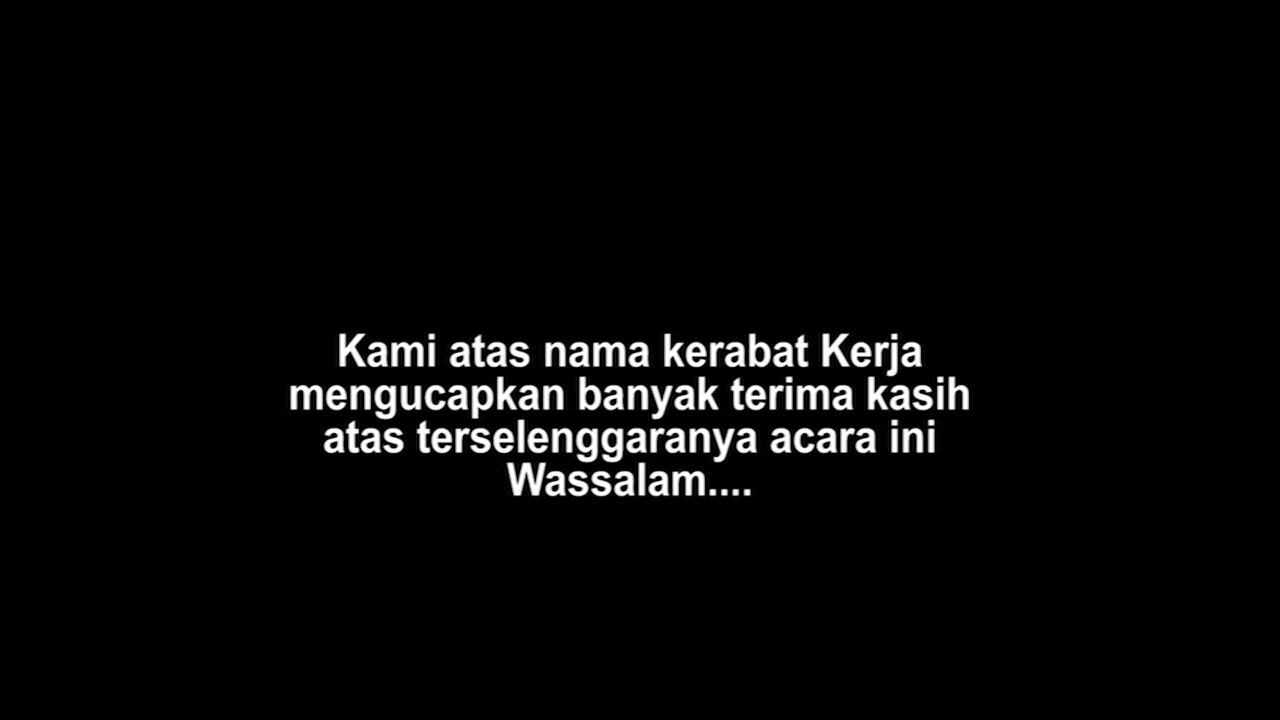 Kami atas nama kerabat Kerja
mengucapkan banyak terima kasih
atas terselenggaranya acara ini
Wassalam....